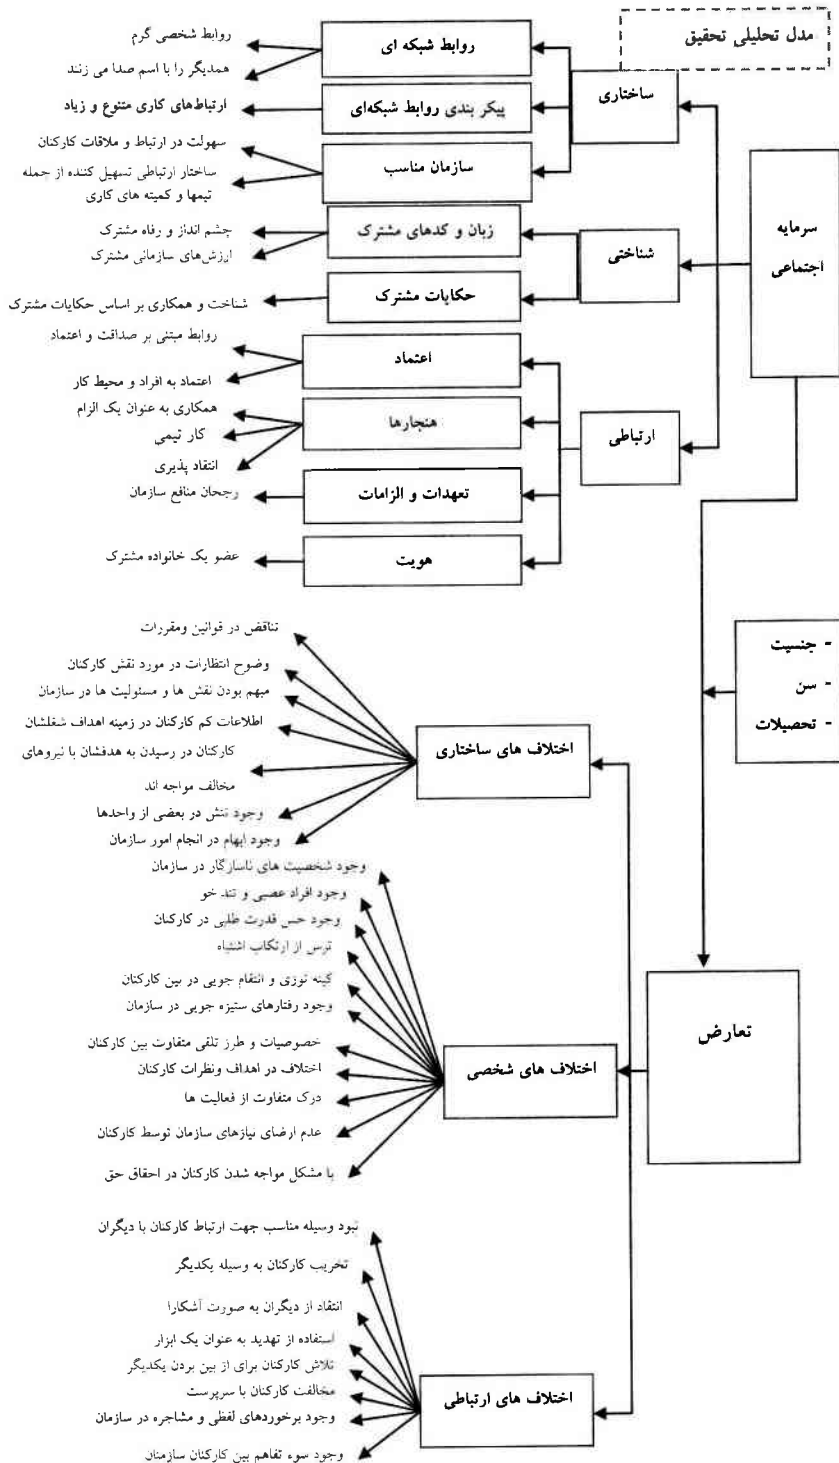 مدل تحلیلی تحقیق
سرمایه
اجتماعی
ساختاری
روابط شبکه ای
روابط شخصی گرم
همدیگر را با اسم صدا می زنند
پیکر بندی روابط شبکه‌ای
ارتباط‌های کاری متنوع و زیاد
سازمان مناسب
سهولت در ارتباط و ملاقات کارکنان
ساختار ارتباطی تسهیل کننده از جمله
تیمها و کمیته های کاری
شناختی
زبان و کدهای مشترک
چشم انداز و رفاه مشترک
ارزش‌های سازمانی مشترک
حکایات مشترک
شناخت و همکاری بر اساس حکایات مشترک
ارتباطی
اعتماد
روابط مبتنی بر صداقت و اعتماد
اعتماد به افراد و محیط کار
هنجارها
همکاری به عنوان یک الزام
کار تیمی
انتقاد پذیری
تعهدات و الزامات
رجحان منافع سازمان
هویت
عضو یک خانواده مشترک
- جنسیت
- سن
- تحصیلات
تعارض
اختلاف های ساختاری
تناقض در قوانین ومقررات
وضوح انتظارات در مورد نقش کارکنان
مبهم بودن نقش ها و مسئولیت ها در سازمان
اطلاعات کم کارکنان در زمینه اهداف شغلشان
کارکنان در رسیدن به هدفشان با نیروهای
مخالف مواجه اند
وجود تنش در بعضی از واحدها
وجود ابهام در انجام امور سازمان
اختلاف های شخصی
وجود شخصیت های ناسازگار در سازمان
وجود افراد عصبی و تند خو
وجود حس قدرت طلبی در کارکنان
ترس از ارتکاب اشتباه
کینه توزی و انتقام جویی در بین کارکنان
وجود رفتارهای ستیزه جویی در سازمان
خصوصیات و طرز تلقی متفاوت بین کارکنان
اختلاف در اهداف ونظرات کارکنان
درک متفاوت از فعالیت ها
عدم ارضای نیازهای سازمان توسط کارکنان
با مشکل مواجه شدن کارکنان در احقاق حق
اختلاف های ارتباطی
نبود وسیله مناسب جهت ارتباط کارکنان با دیگران
تخریب کارکنان به وسیله یکدیگر
انتقاد از دیگران به صورت آشکارا
استفاده از تهدید به عنوان یک ابزار
تلاش کارکنان برای از بین بردن یکدیگر
مخالفت کارکنان با سرپرست
وجود برخوردهای لفظی و مشاجره در سازمان
وجود سوء تفاهم بین کارکنان سازمنان